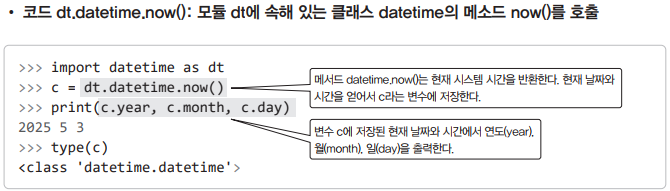 • 코드 dt.datetime.now(): 모듈 dt에 속해 있는 클래스 datetime의 메소드 now()를 호출
>>> import datetime as dt
>>> c = dt.datetime.now()
메서드 datetime.now()는 현재 시스템 시간을 반환한다. 현재 날짜와
시간을 얻어서 c라는 변수에 저장한다.
>>> print(c.year, c.month, c.day)
2025 5 3
변수 c에 저장된 현재 날짜와 시간에서 연도(year),
월(month), 일(day)을 출력한다.
>>> type(c)
<class 'datetime.datetime'>